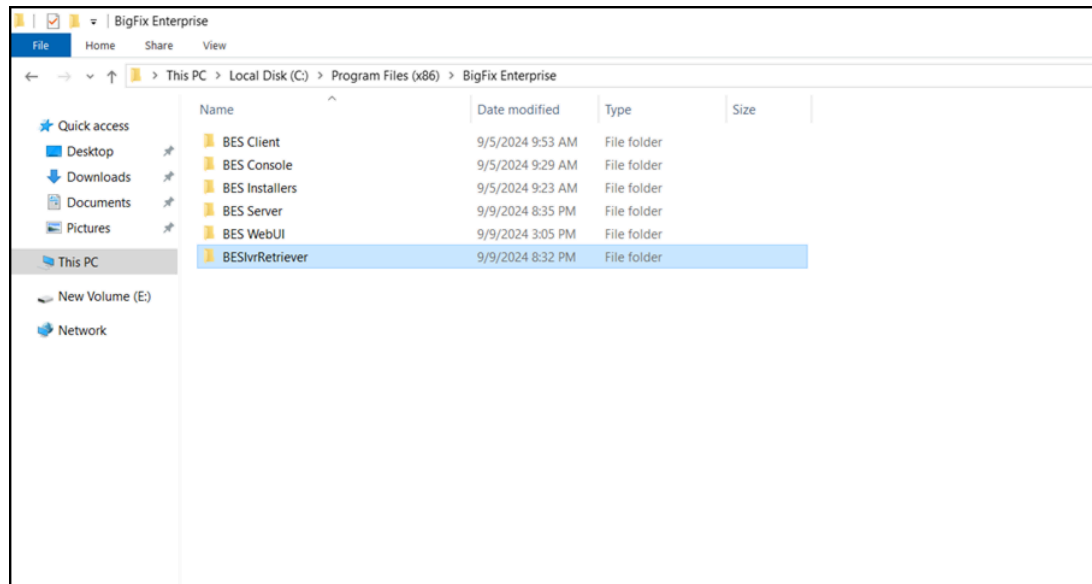 BigFix Enterprise
File Home Share View
This PC > Local Disk (C:) > Program Files (x86) > BigFix Enterprise
Name Date modified Type Size
Quick access
Desktop
Downloads
Documents
Pictures
This PC
New Volume (E:)
Network
BES Client 9/5/2024 9:53 AM File folder
BES Console 9/5/2024 9:29 AM File folder
BES Installers 9/5/2024 9:23 AM File folder
BES Server 9/9/2024 8:35 PM File folder
BES WebUI 9/9/2024 3:05 PM File folder
BESIvrRetriever 9/9/2024 8:32 PM File folder